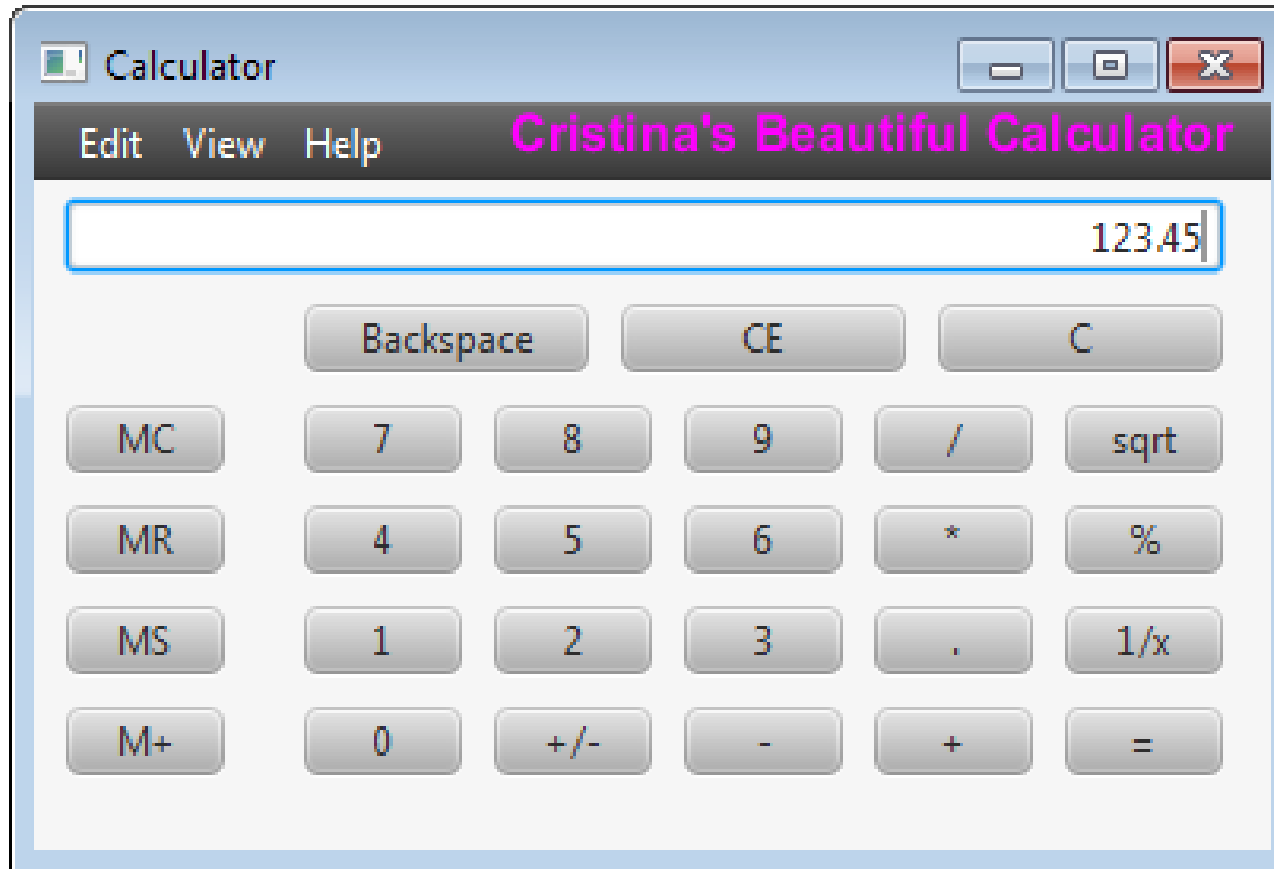 Calculator
Edit View Help Cristina's Beautiful Calculator
123.45
Backspace CE C
MC 7 8 9 / sqrt
MR 4 5 6 * %
MS 1 2 3 . 1/x
M+ 0 +/- - + =